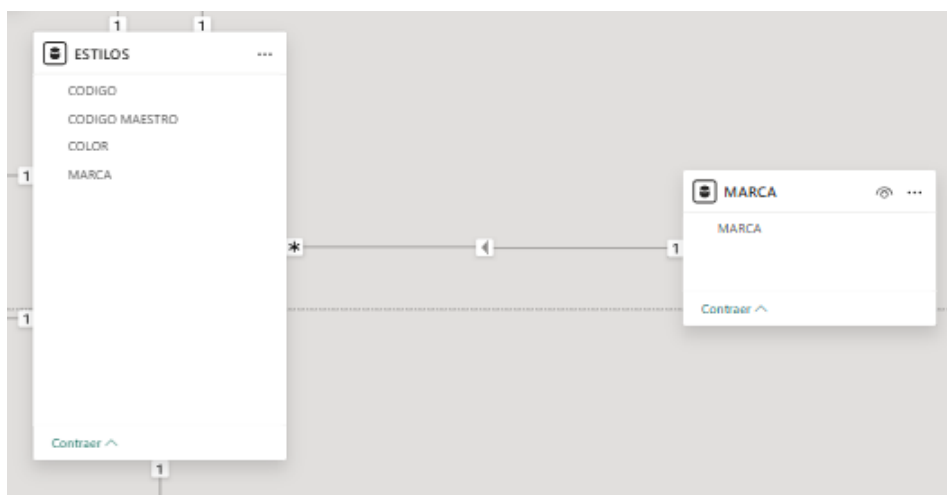 1 1
ESTILOS ...
CODIGO
CODIGO MAESTRO
COLOR
1 MARCA
MARCA ...
MARCA
* 1
1
Contraer
Contraer
1